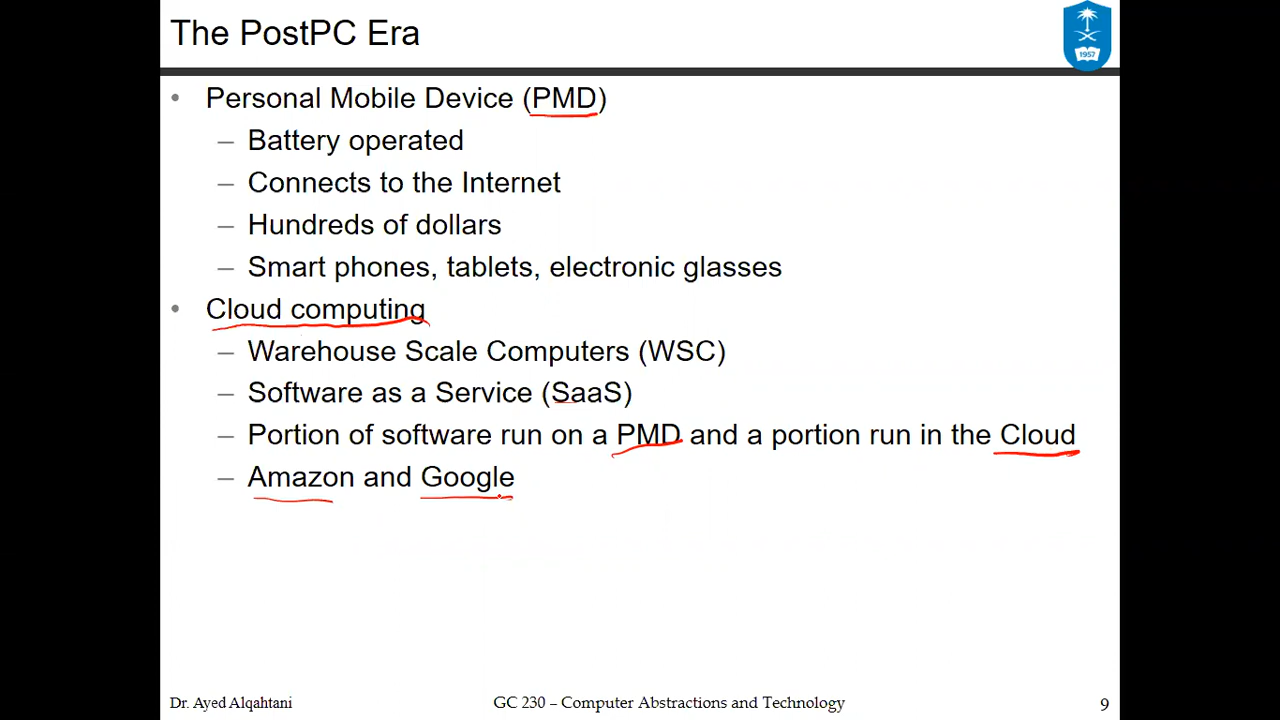 The PostPC Era
1957
• Personal Mobile Device (PMD)
– Battery operated
– Connects to the Internet
– Hundreds of dollars
– Smart phones, tablets, electronic glasses
• Cloud computing
– Warehouse Scale Computers (WSC)
– Software as a Service (SaaS)
– Portion of software run on a PMD and a portion run in the Cloud
– Amazon and Google
Dr. Ayed Alqahtani
GC 230 – Computer Abstractions and Technology
9